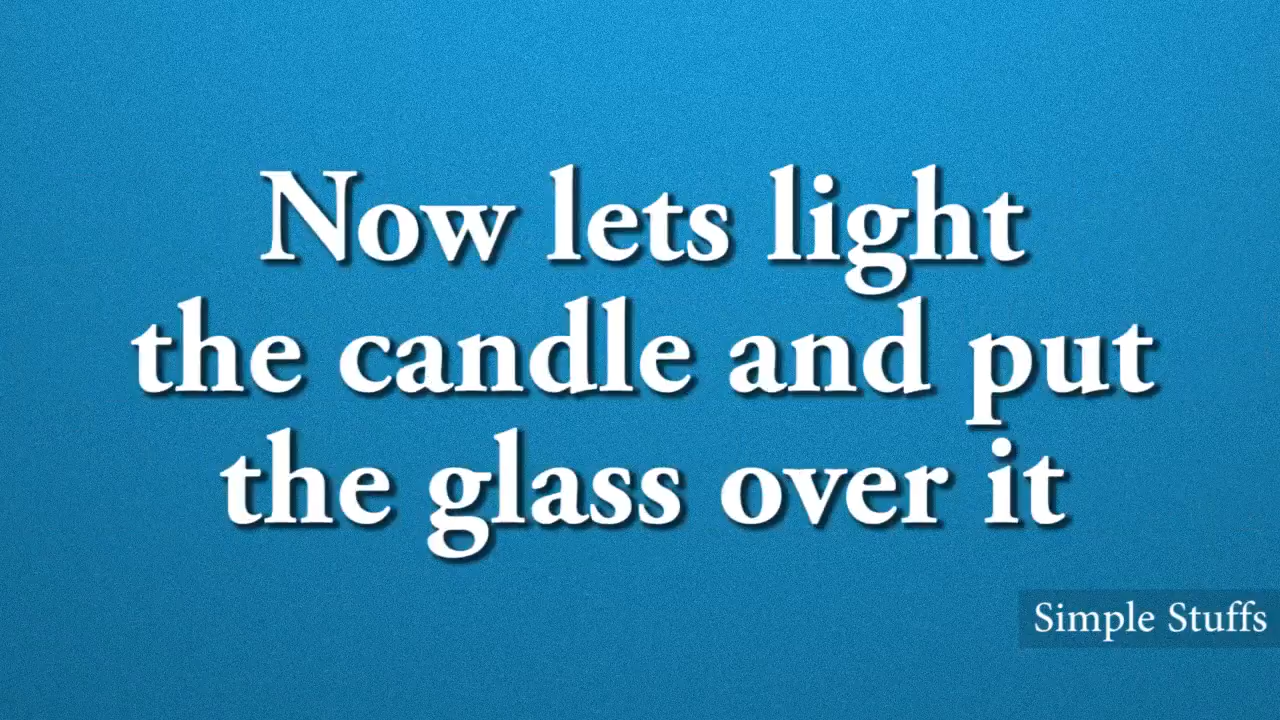 Now lets light
the candle and put
the glass over it
Simple Stuffs